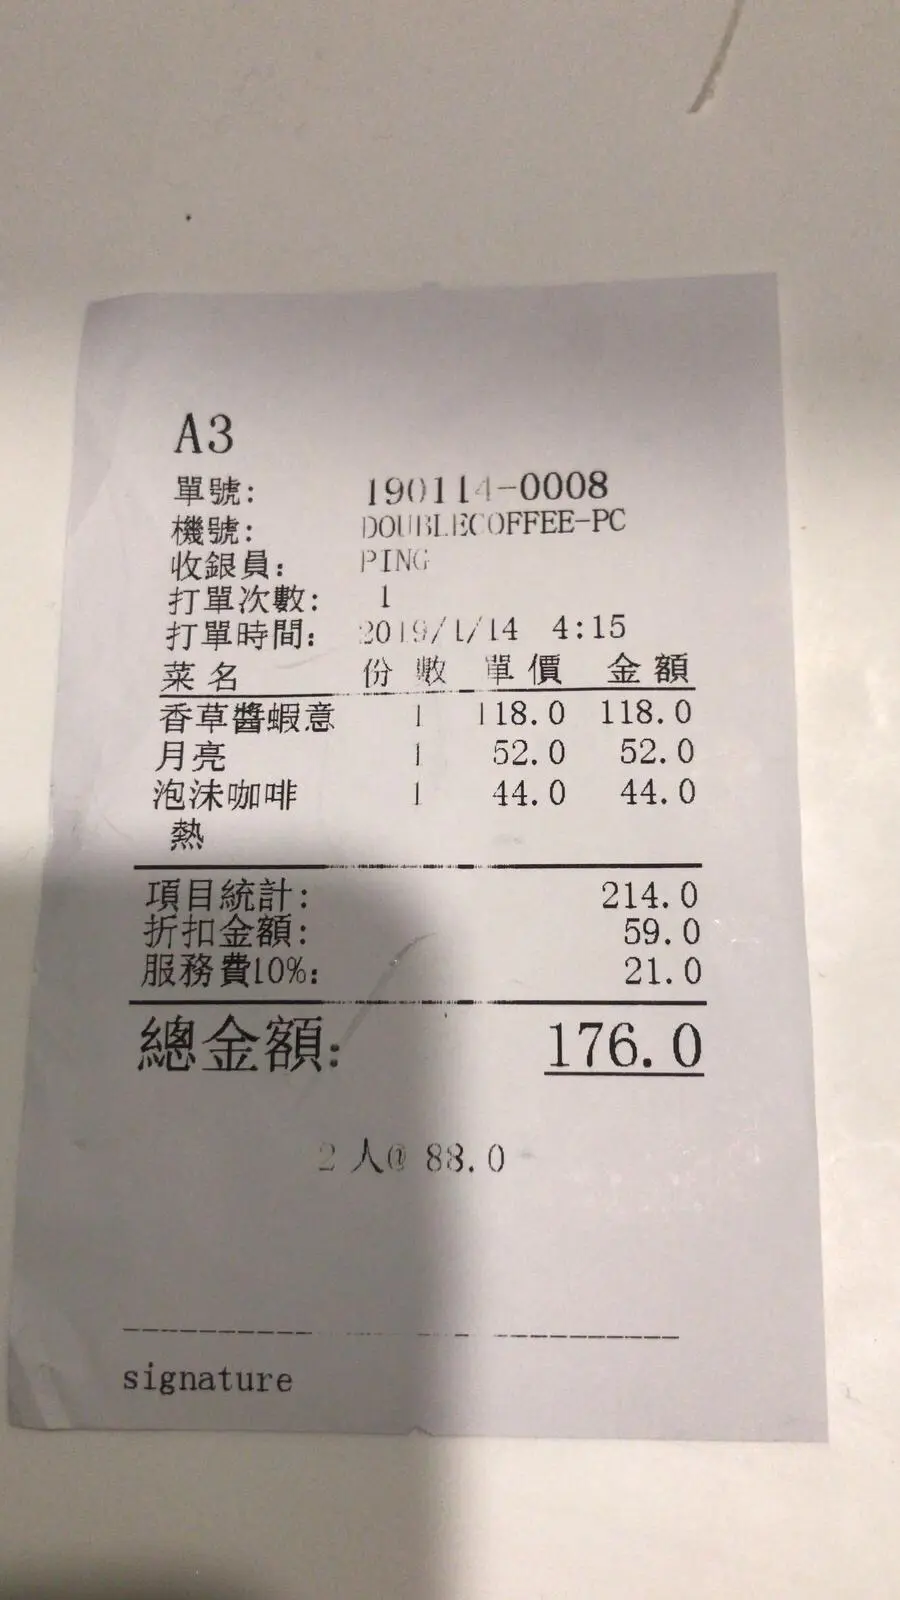 A3
單號: 190114-0008
機號: DOUBLECOFFEE-PC
收銀員: PING
打單次數: 1
打單時間: 2019/1/14 4:15
菜名 份數 單價 金額
香草醬蝦意 1 118.0 118.0
月亮 1 52.0 52.0
泡沫咖啡 1 44.0 44.0
熱
項目統計: 214.0
折扣金額: 59.0
服務費10%: 21.0
總金額: 176.0
2 人@ 88.0
signature